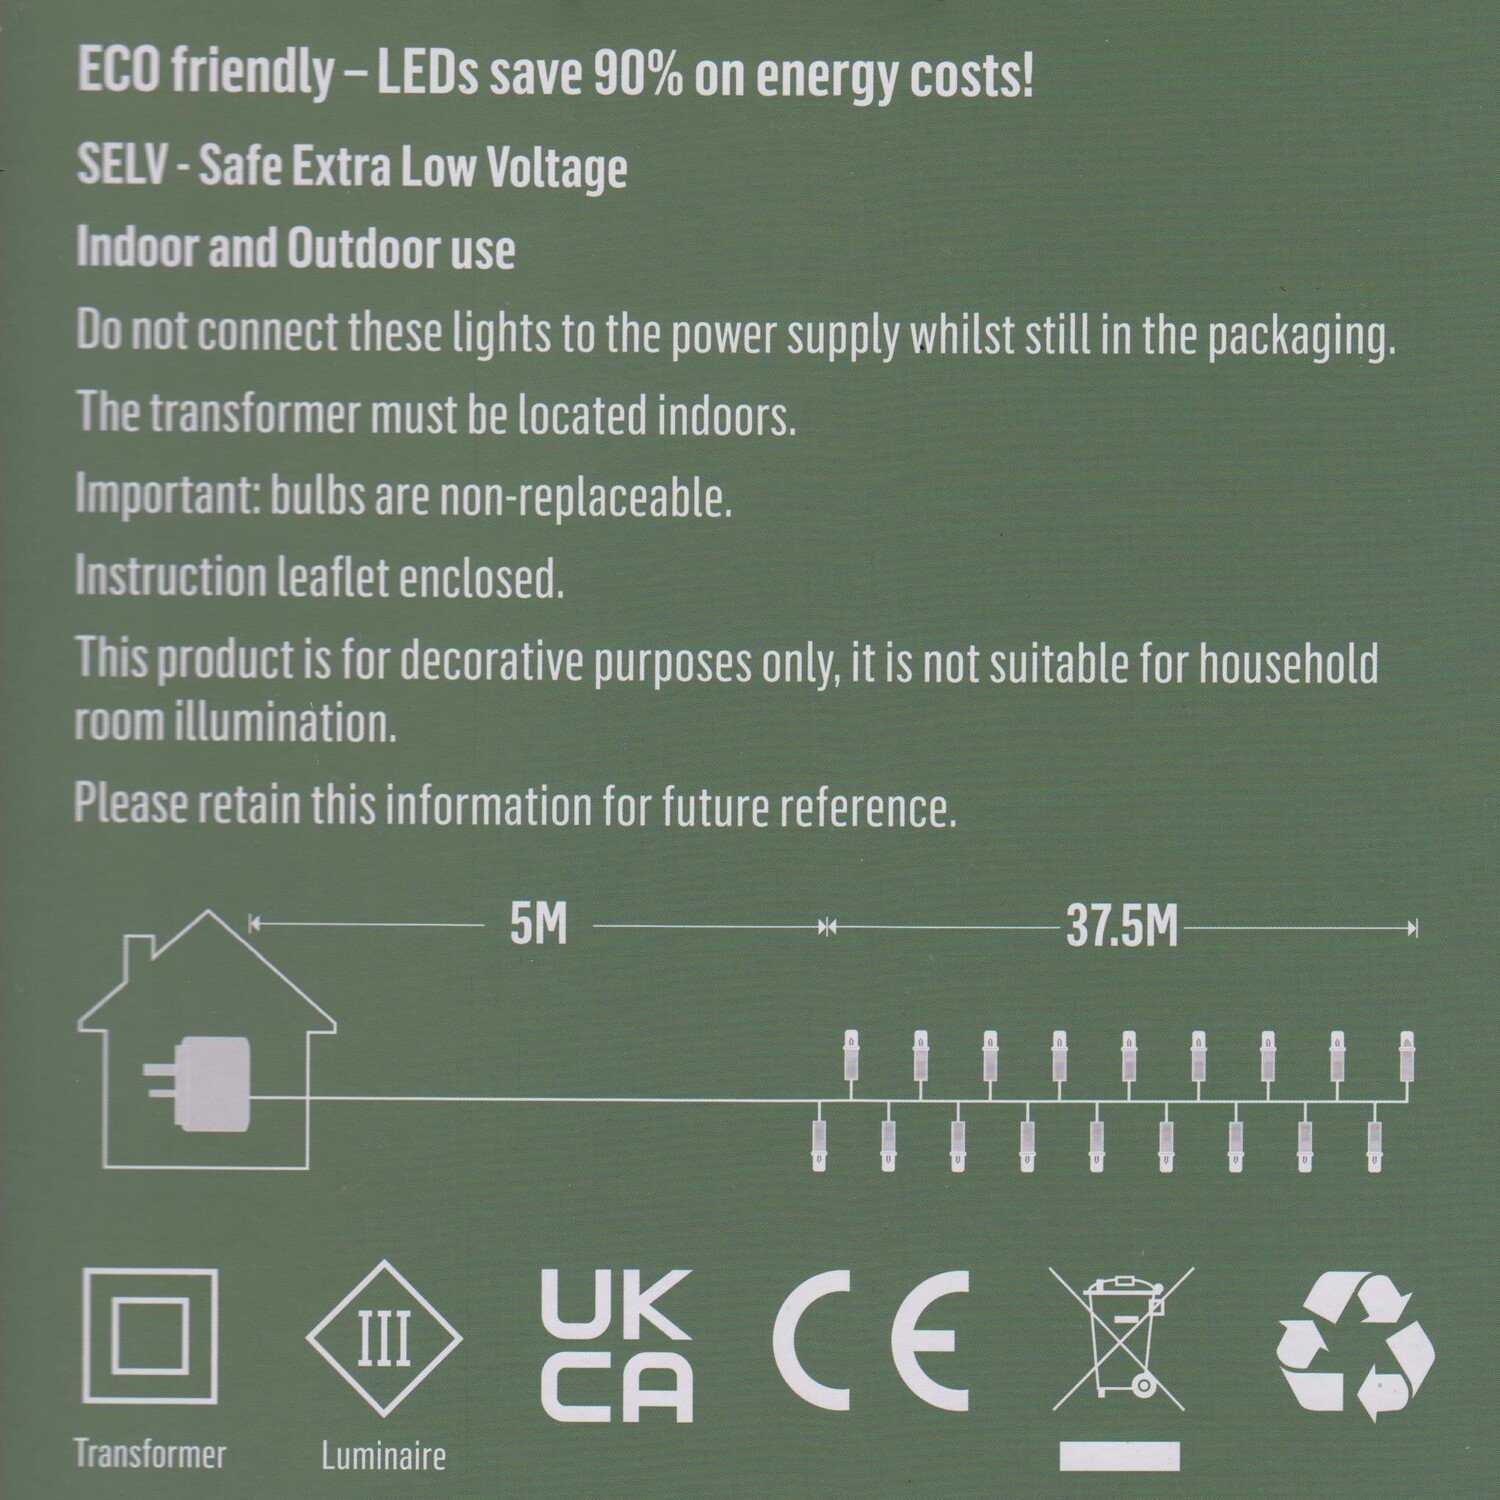 ECO friendly – LEDs save 90% on energy costs!
SELV - Safe Extra Low Voltage
Indoor and Outdoor use
Do not connect these lights to the power supply whilst still in the packaging.
The transformer must be located indoors.
Important: bulbs are non-replaceable.
Instruction leaflet enclosed.
This product is for decorative purposes only, it is not suitable for household
room illumination.
Please retain this information for future reference.
5M
37.5M
III
UK
CA
CE
Transformer
Luminaire